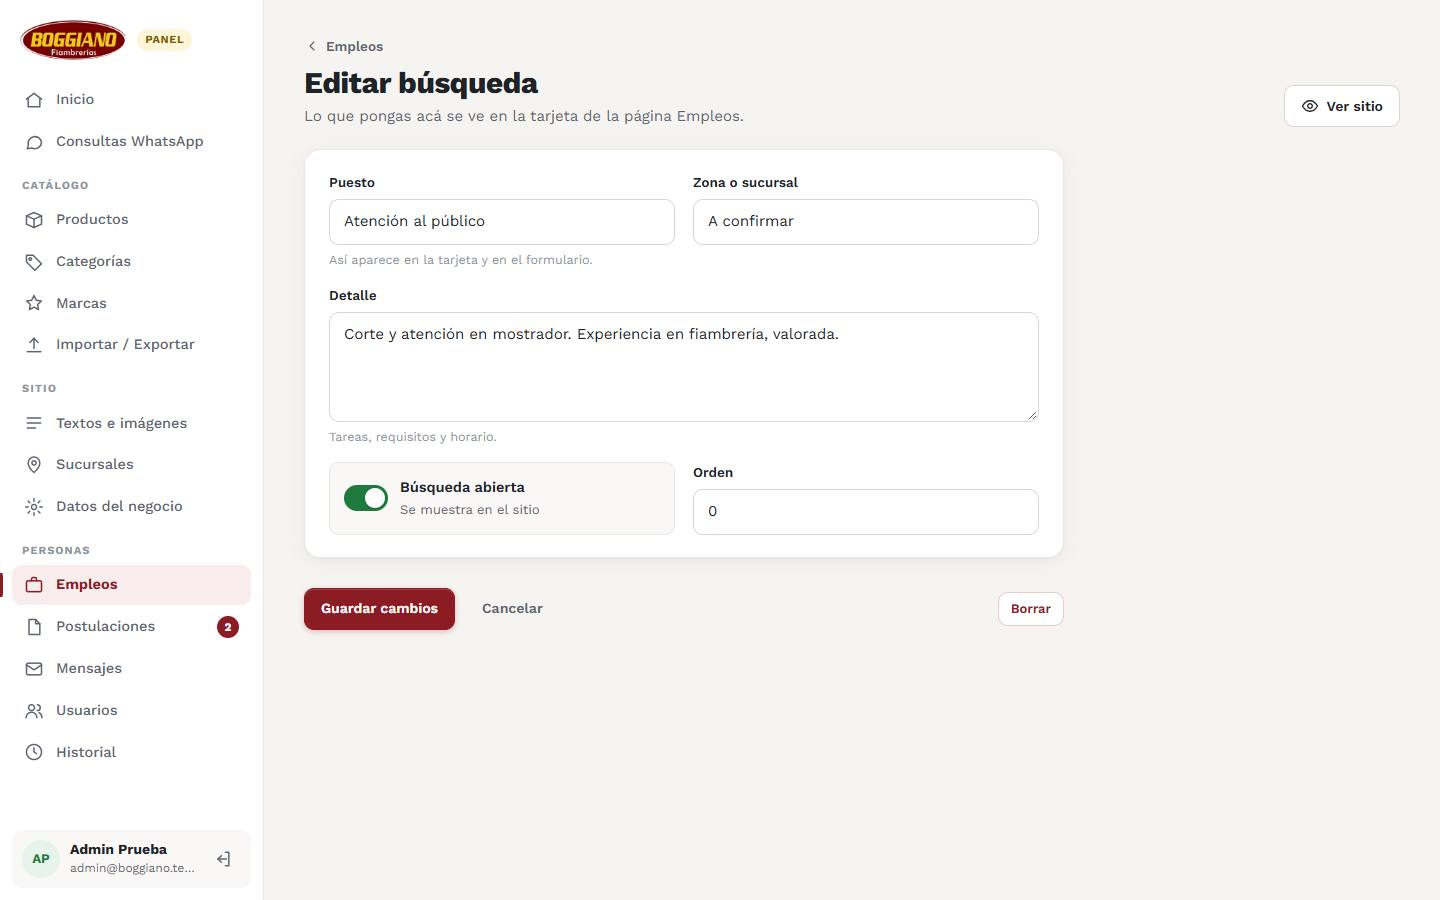 BOGGIANO
Fiambrerías
PANEL
Inicio
Consultas WhatsApp
CATÁLOGO
Productos
Categorías
Marcas
Importar / Exportar
SITIO
Textos e imágenes
Sucursales
Datos del negocio
PERSONAS
Empleos
Postulaciones
2
Mensajes
Usuarios
Historial
AP
Admin Prueba
admin@boggiano.te...
Empleos
Editar búsqueda
Lo que pongas acá se ve en la tarjeta de la página Empleos.
Ver sitio
Puesto
Zona o sucursal
Atención al público
A confirmar
Así aparece en la tarjeta y en el formulario.
Detalle
Corte y atención en mostrador. Experiencia en fiambrería, valorada.
Tareas, requisitos y horario.
Búsqueda abierta
Se muestra en el sitio
Orden
0
Guardar cambios
Cancelar
Borrar